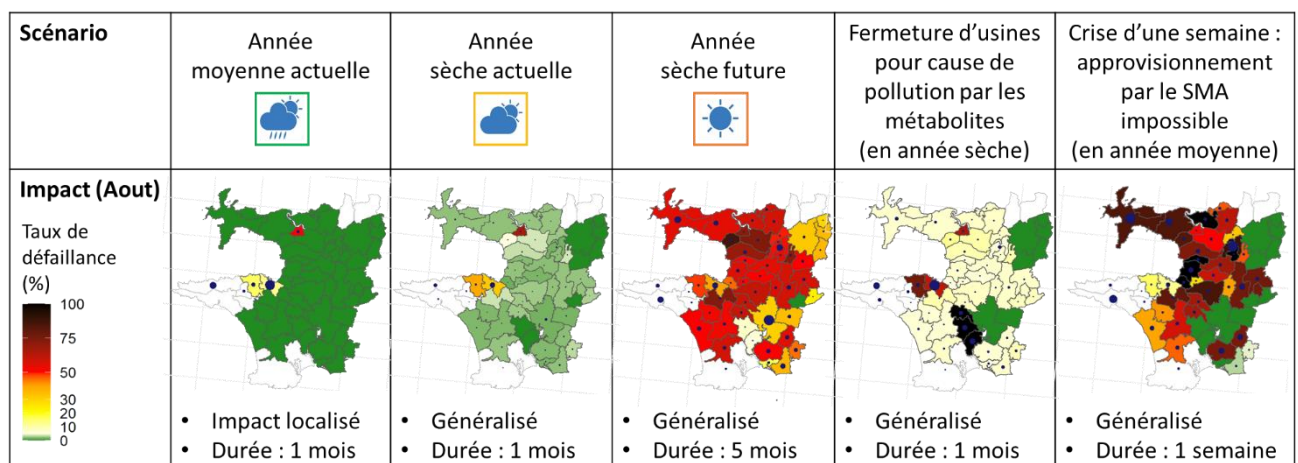 Scénario
Année
moyenne actuelle
Année
sèche actuelle
Année
sèche future
Fermeture d'usines
pour cause de
pollution par les
métabolites
(en année sèche)
Crise d'une semaine :
approvisionnement
par le SMA
impossible
(en année moyenne)
Impact (Aout)
Taux de
défaillance
(%)
100
75
50
30
20
10
0
• Impact localisé
• Durée : 1 mois
• Généralisé
• Durée : 1 mois
• Généralisé
• Durée : 5 mois
• Généralisé
• Durée : 1 mois
• Généralisé
• Durée : 1 semaine